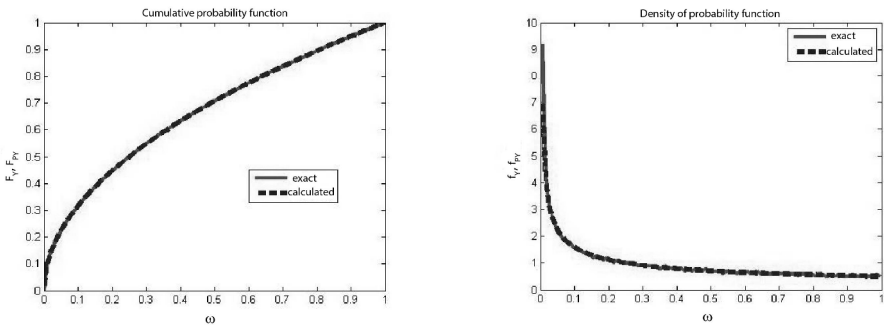 Cumulative probability function
1
0.9
0.8
0.7
0.6
0.5
0.4
0.3
0.2
0.1
0
F_Y, F_PY
exact
calculated
0 0.1 0.2 0.3 0.4 0.5 0.6 0.7 0.8 0.9 1
ω
Density of probability function
10
9
8
7
6
5
4
3
2
1
0
f_Y, f_PY
exact
calculated
0 0.1 0.2 0.3 0.4 0.5 0.6 0.7 0.8 0.9 1
ω